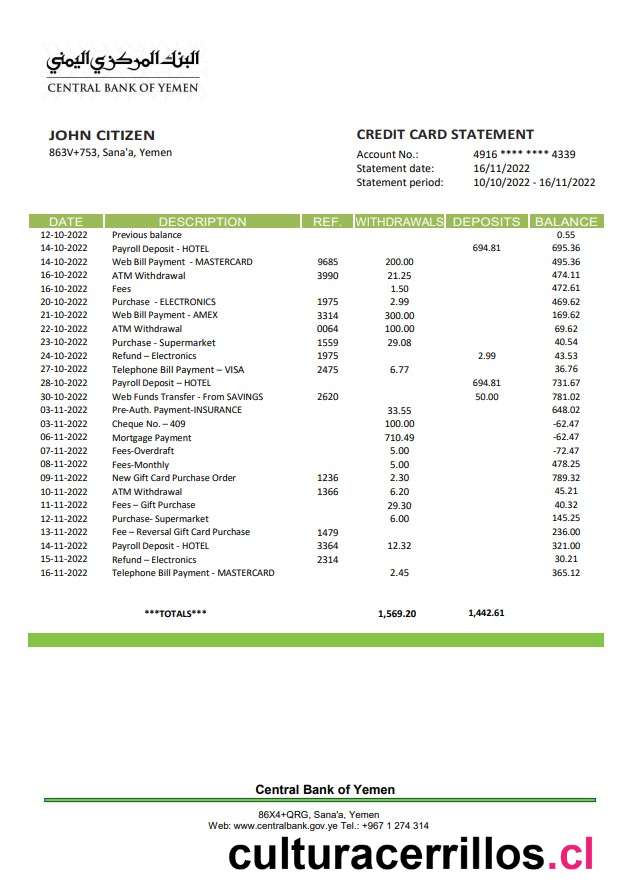 البنك المركزي اليمني
CENTRAL BANK OF YEMEN
JOHN CITIZEN
863V+753, Sana'a, Yemen
CREDIT CARD STATEMENT
Account No.: 4916 **** **** 4339
Statement date: 16/11/2022
Statement period: 10/10/2022 - 16/11/2022
DATE DESCRIPTION REF. WITHDRAWALS DEPOSITS BALANCE
12-10-2022 Previous balance 0.55
14-10-2022 Payroll Deposit - HOTEL 694.81 695.36
14-10-2022 Web Bill Payment - MASTERCARD 9685 200.00 495.36
16-10-2022 ATM Withdrawal 3990 21.25 474.11
16-10-2022 Fees 1.50 472.61
20-10-2022 Purchase - ELECTRONICS 1975 2.99 469.62
21-10-2022 Web Bill Payment - AMEX 3314 300.00 169.62
22-10-2022 ATM Withdrawal 0064 100.00 69.62
23-10-2022 Purchase - Supermarket 1559 29.08 40.54
24-10-2022 Refund – Electronics 1975 2.99 43.53
27-10-2022 Telephone Bill Payment – VISA 2475 6.77 36.76
28-10-2022 Payroll Deposit – HOTEL 694.81 731.67
30-10-2022 Web Funds Transfer - From SAVINGS 2620 50.00 781.02
03-11-2022 Pre-Auth. Payment-INSURANCE 33.55 648.02
03-11-2022 Cheque No. – 409 100.00 -62.47
06-11-2022 Mortgage Payment 710.49 -62.47
07-11-2022 Fees-Overdraft 5.00 -72.47
08-11-2022 Fees-Monthly 5.00 478.25
09-11-2022 New Gift Card Purchase Order 1236 2.30 789.32
10-11-2022 ATM Withdrawal 1366 6.20 45.21
11-11-2022 Fees – Gift Purchase 29.30 40.32
12-11-2022 Purchase- Supermarket 6.00 145.25
13-11-2022 Fee – Reversal Gift Card Purchase 1479 236.00
14-11-2022 Payroll Deposit - HOTEL 3364 12.32 321.00
15-11-2022 Refund – Electronics 2314 30.21
16-11-2022 Telephone Bill Payment - MASTERCARD 2.45 365.12
***TOTALS*** 1,569.20 1,442.61
Central Bank of Yemen
86X4+QRG, Sana'a, Yemen
Web: www.centralbank.gov.ye Tel.: +967 1 274 314
culturacerrillos.cl